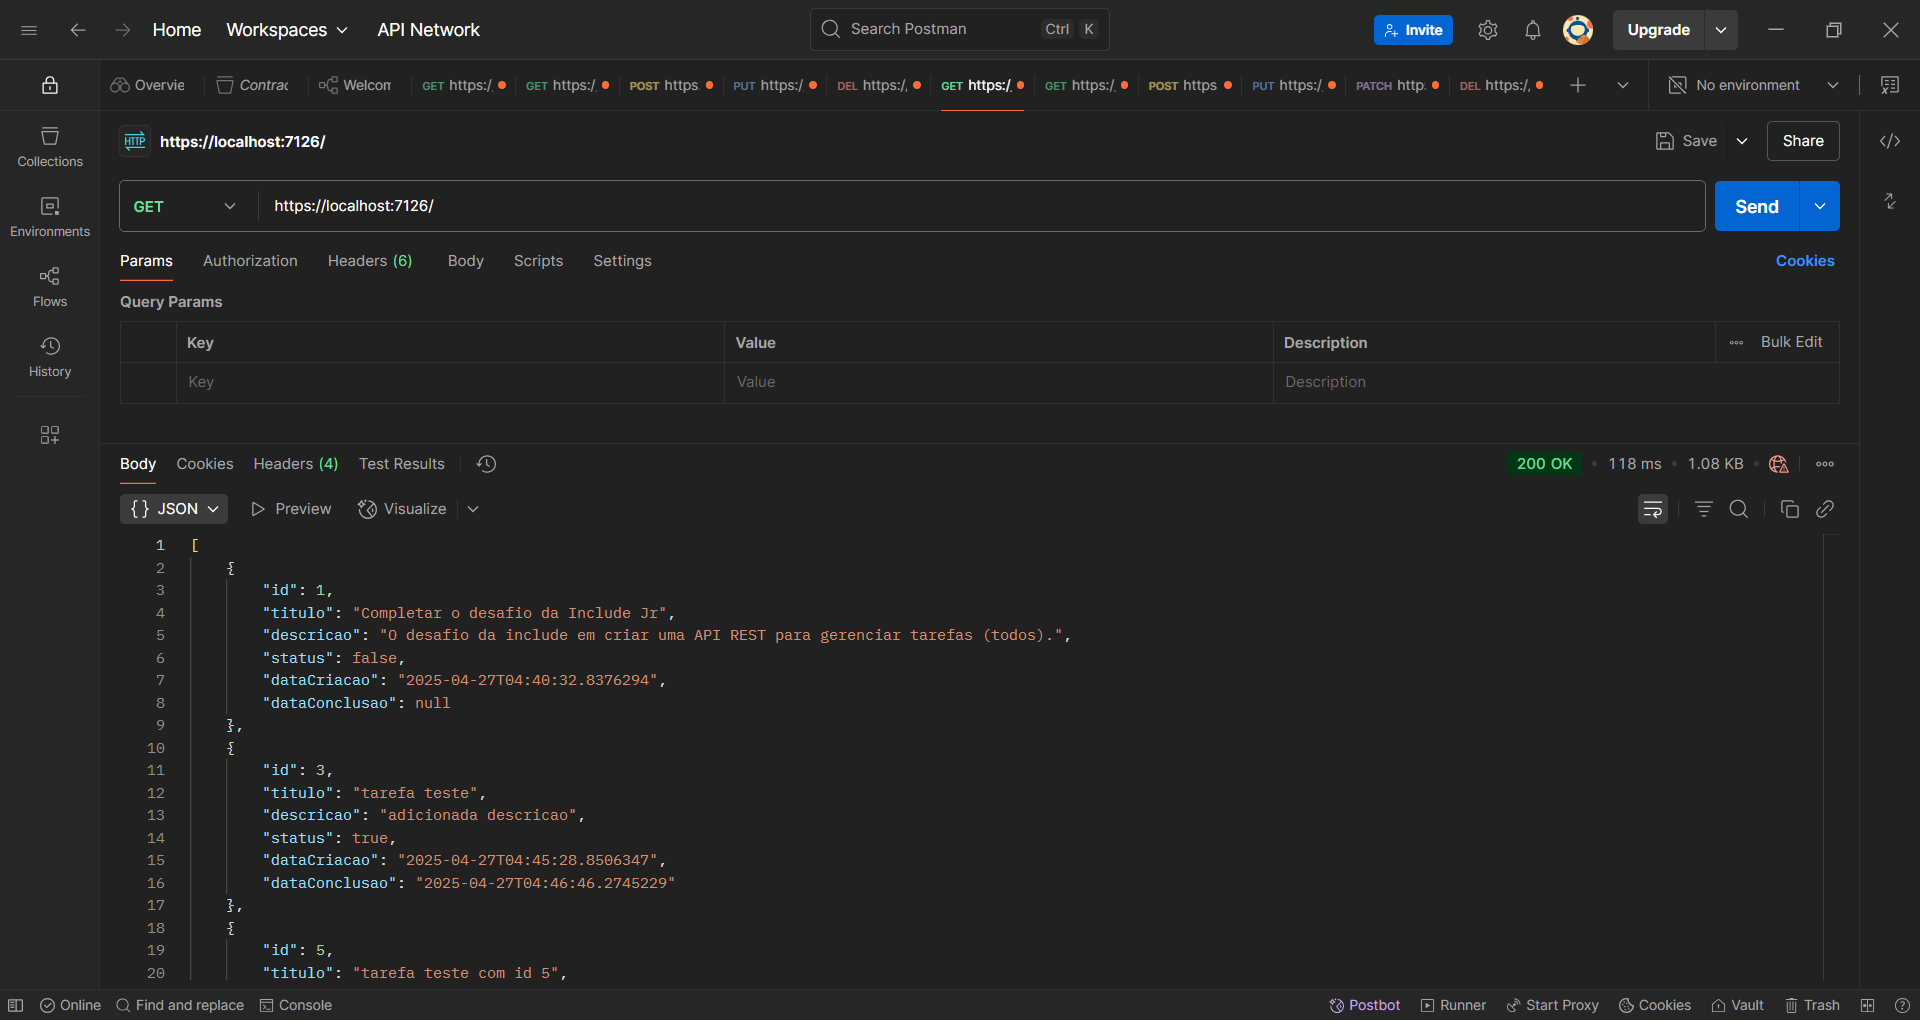 Home Workspaces API Network Search Postman Ctrl K Invite Upgrade
Overvie Contrac Welcom GET https:/, GET https:/, POST https. PUT https:/, DEL https:/, GET https:/, GET https:/, POST https PUT https:/, PATCH http. DEL https:/, No environment
HTTP https://localhost:7126/ Save Share
Collections
Environments
Flows
History
GET https://localhost:7126/ Send
Params Authorization Headers (6) Body Scripts Settings Cookies
Query Params
Key Value Description Bulk Edit
Key Value Description
Body Cookies Headers (4) Test Results 200 OK 118 ms 1.08 KB
{} JSON Preview Visualize
1 [
2 {
3 "id": 1,
4 "titulo": "Completar o desafio da Include Jr",
5 "descricao": "O desafio da include em criar uma API REST para gerenciar tarefas (todos).",
6 "status": false,
7 "dataCriacao": "2025-04-27T04:40:32.8376294",
8 "dataConclusao": null
9 },
10 {
11 "id": 3,
12 "titulo": "tarefa teste",
13 "descricao": "adicionada descricao",
14 "status": true,
15 "dataCriacao": "2025-04-27T04:45:28.8506347",
16 "dataConclusao": "2025-04-27T04:46:46.2745229"
17 },
18 {
19 "id": 5,
20 "titulo": "tarefa teste com id 5",
Online Find and replace Console Postbot Runner Start Proxy Cookies Vault Trash